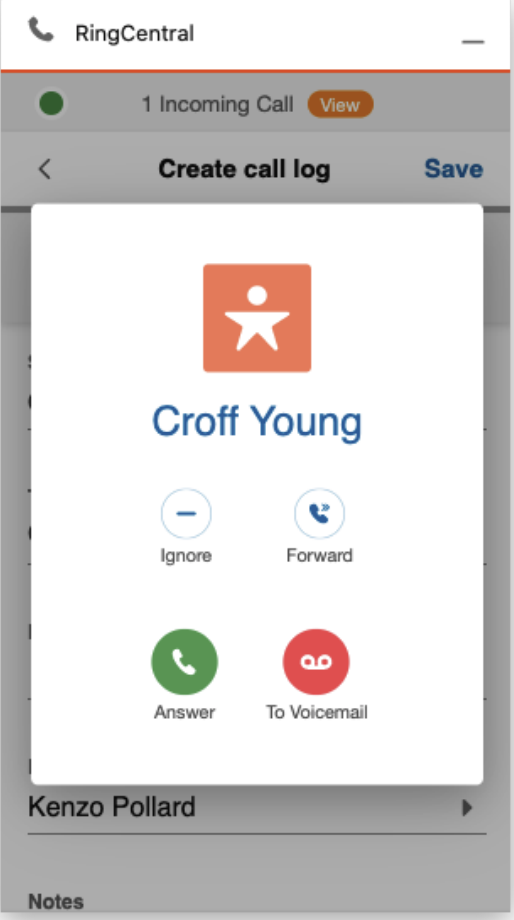 RingCentral
1 Incoming Call View
Create call log Save
Croff Young
Ignore Forward
Answer To Voicemail
Kenzo Pollard
Notes